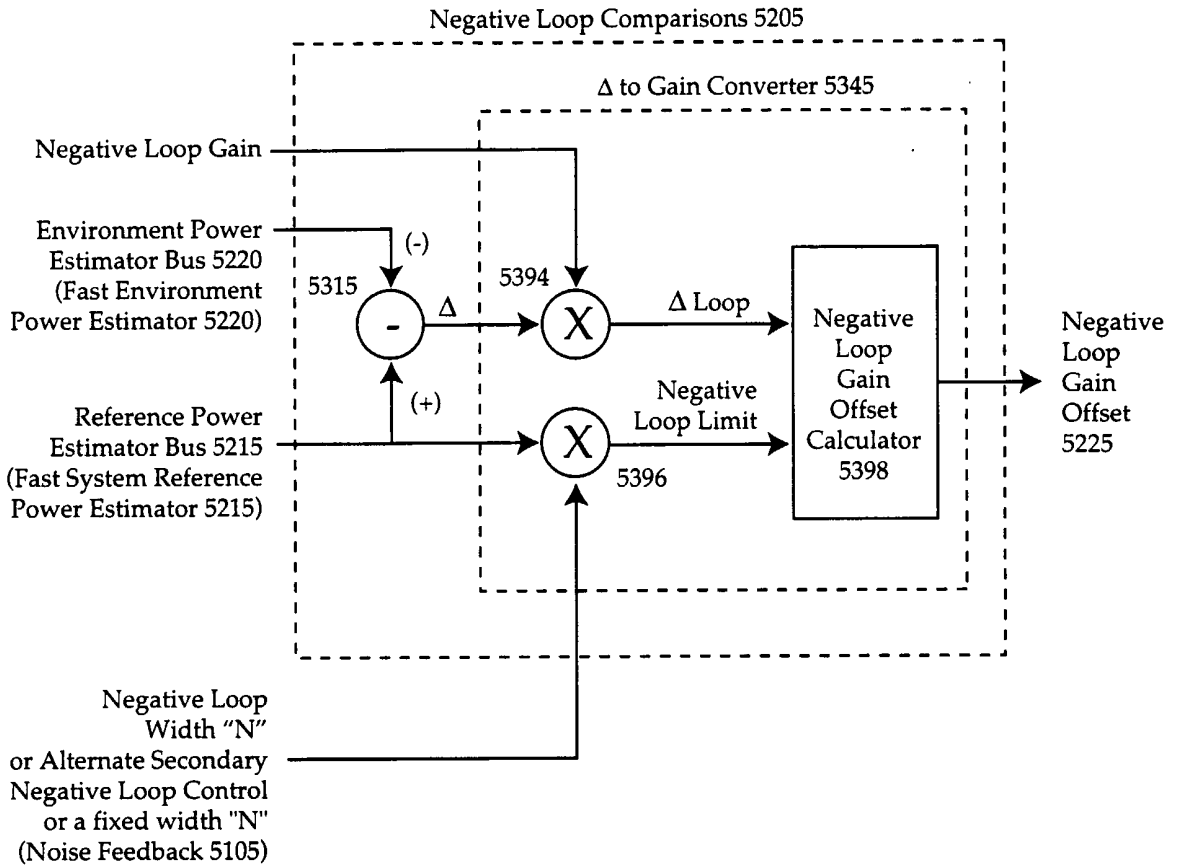 Negative Loop Comparisons 5205
Δ to Gain Converter 5345
Negative Loop Gain
Environment Power
Estimator Bus 5220
(Fast Environment
Power Estimator 5220)
(-)
5315
-
Δ
5394
X
Δ Loop
Reference Power
Estimator Bus 5215
(Fast System Reference
Power Estimator 5215)
(+)
X
5396
Negative
Loop Limit
Negative
Loop
Gain
Offset
Calculator
5398
Negative
Loop
Gain
Offset
5225
Negative Loop
Width “N”
or Alternate Secondary
Negative Loop Control
or a fixed width "N"
(Noise Feedback 5105)